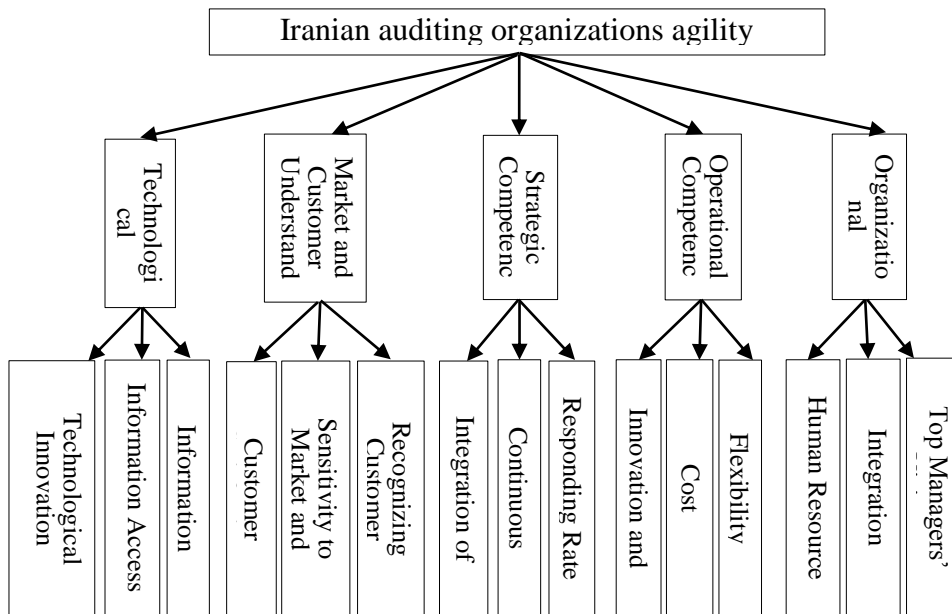 Iranian auditing organizations agility
Technologi
cal
Market and
Customer
Understand
Strategic
Competenc
Operational
Competenc
Organizatio
nal
Technological
Innovation
Information Access
Information
Customer
Sensitivity to
Market and
Recognizing
Customer
Integration of
Continuous
Responding Rate
Innovation and
Cost
Flexibility
Human Resource
Integration
Top Managers’